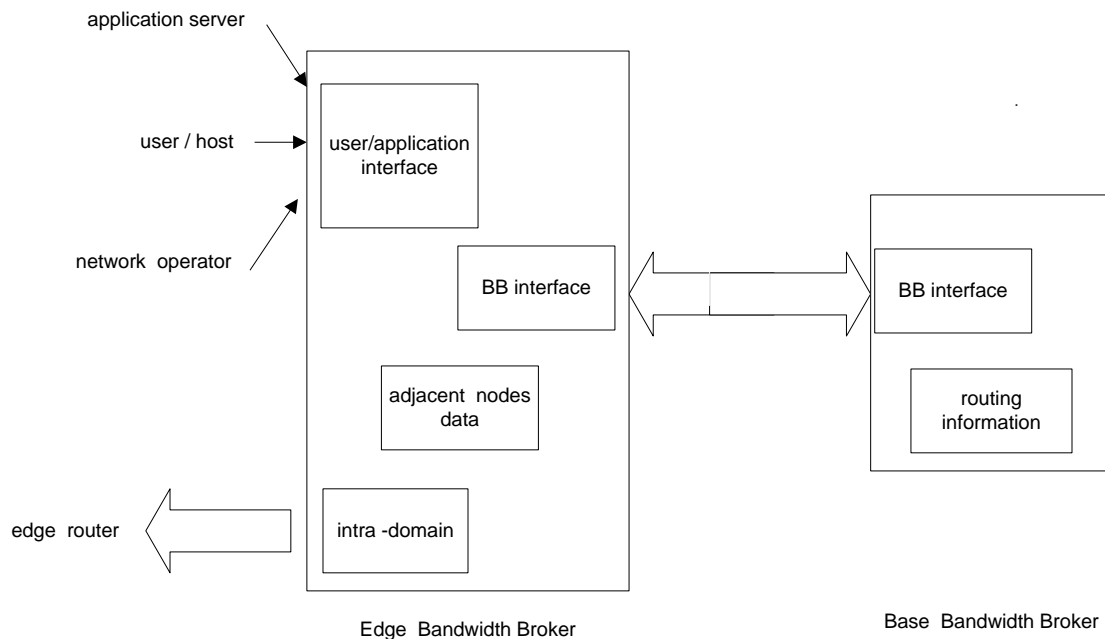 application server
user / host
network operator
user/application
interface
BB interface
adjacent nodes
data
intra -domain
edge router
Edge Bandwidth Broker
BB interface
routing
information
Base Bandwidth Broker